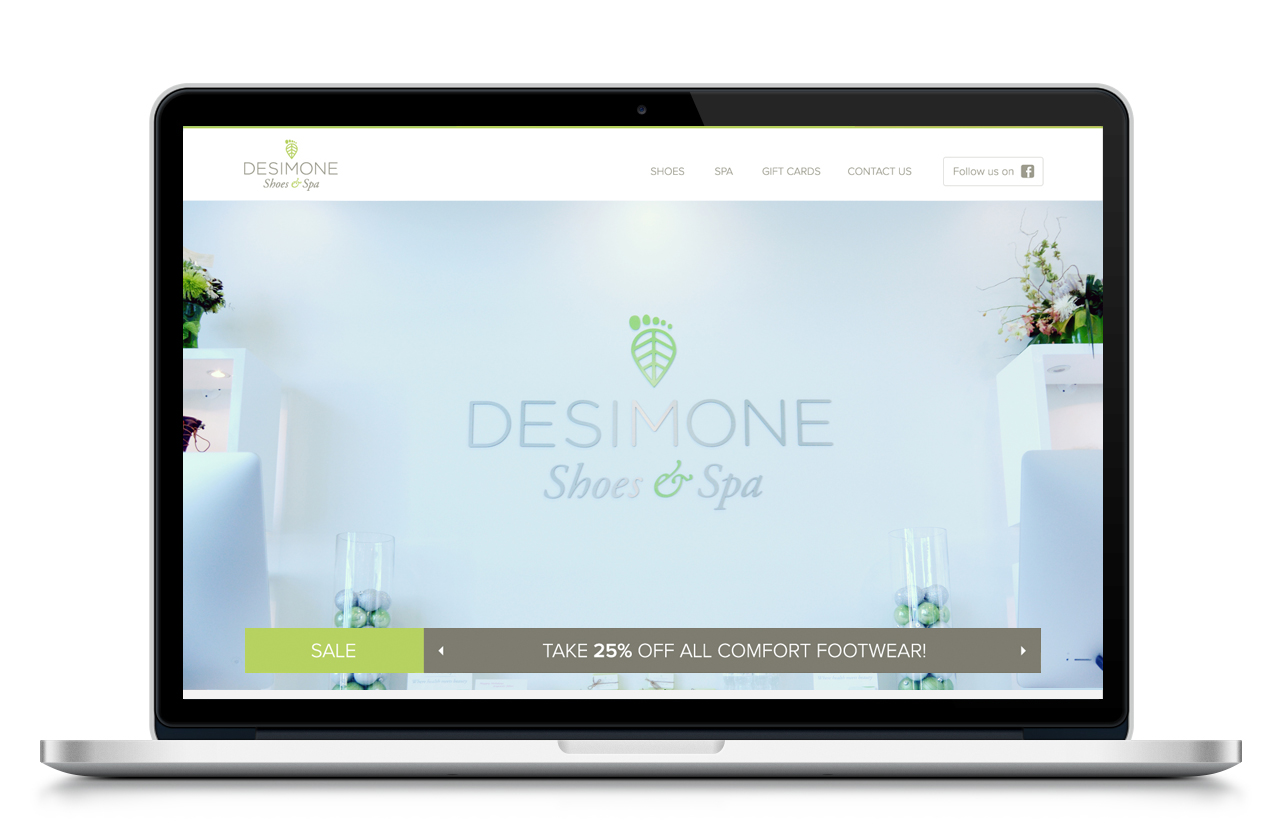 DESIMONE
Shoes & Spa
SHOES SPA GIFT CARDS CONTACT US Follow us on
DESIMONE
Shoes & Spa
SALE TAKE 25% OFF ALL COMFORT FOOTWEAR!